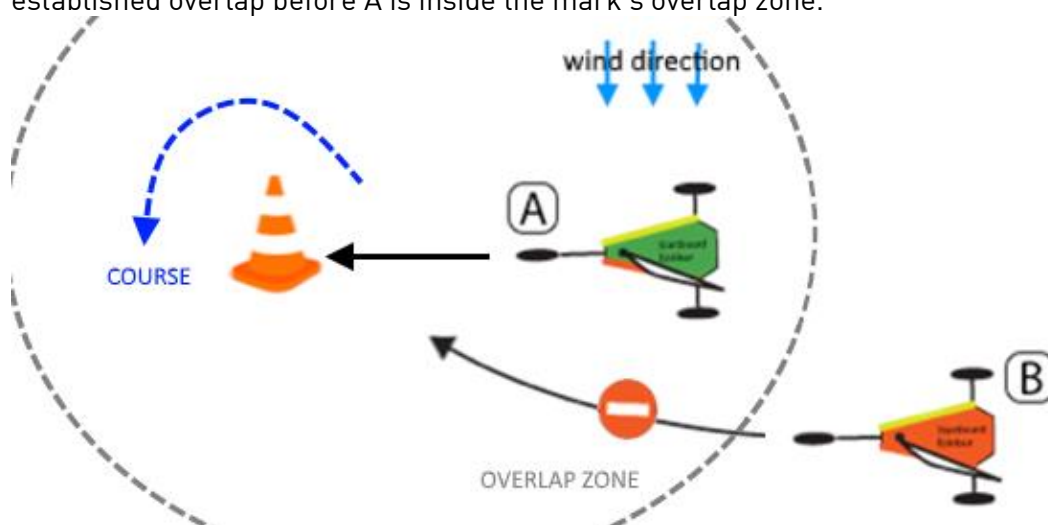 established overlap before A is inside the mark's overlap zone.
wind direction
A
COURSE
B
OVERLAP ZONE